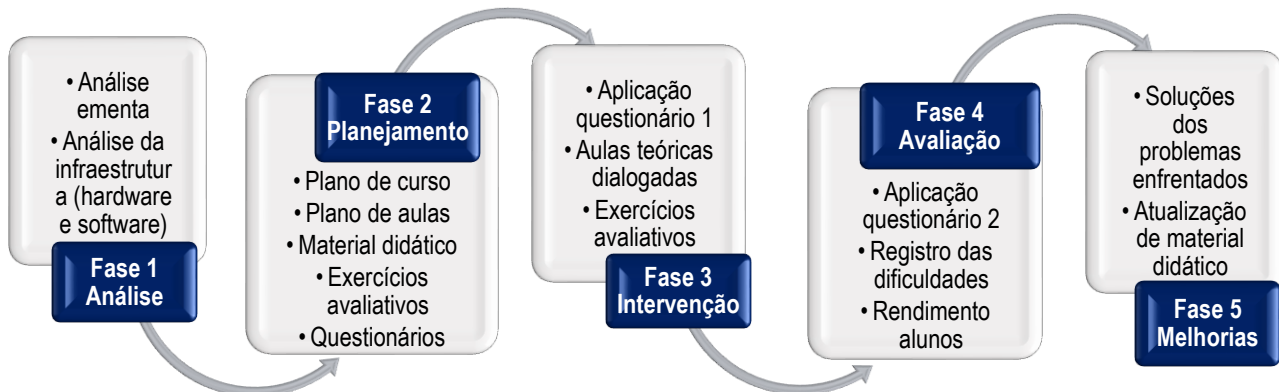 • Análise
ementa
• Análise da
infraestrutur
a (hardware
e software)
Fase 1
Análise
Fase 2
Planejamento
• Plano de curso
• Plano de aulas
• Material didático
• Exercícios
avaliativos
• Questionários
• Aplicação
questionário 1
• Aulas teóricas
dialogadas
• Exercícios
avaliativos
Fase 3
Intervenção
Fase 4
Avaliação
• Aplicação
questionário 2
• Registro das
dificuldades
• Rendimento
alunos
• Soluções
dos
problemas
enfrentados
• Atualização
de material
didático
Fase 5
Melhorias